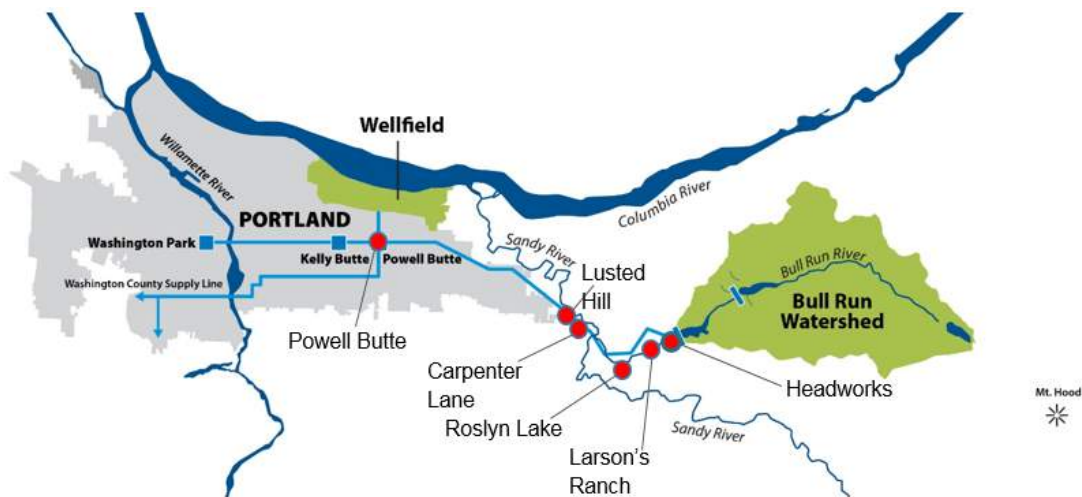 Wellfield
Willamette River
Columbia River
PORTLAND
Washington Park
Kelly Butte
Powell Butte
Sandy River
Bull Run River
Lusted
Hill
Bull Run
Watershed
Washington County Supply Line
Powell Butte
Carpenter
Lane
Headworks
Mt. Hood
Roslyn Lake
Sandy River
Larson's
Ranch